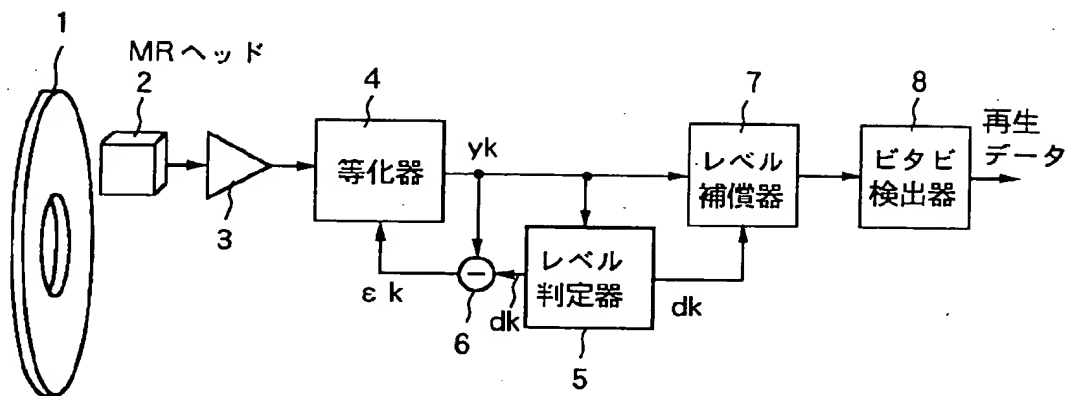 1
MRヘッド
2
3
4
等化器
yk
εk
6
dk
レベル
判定器
5
dk
7
レベル
補償器
8
ビタビ
検出器
再生
データ